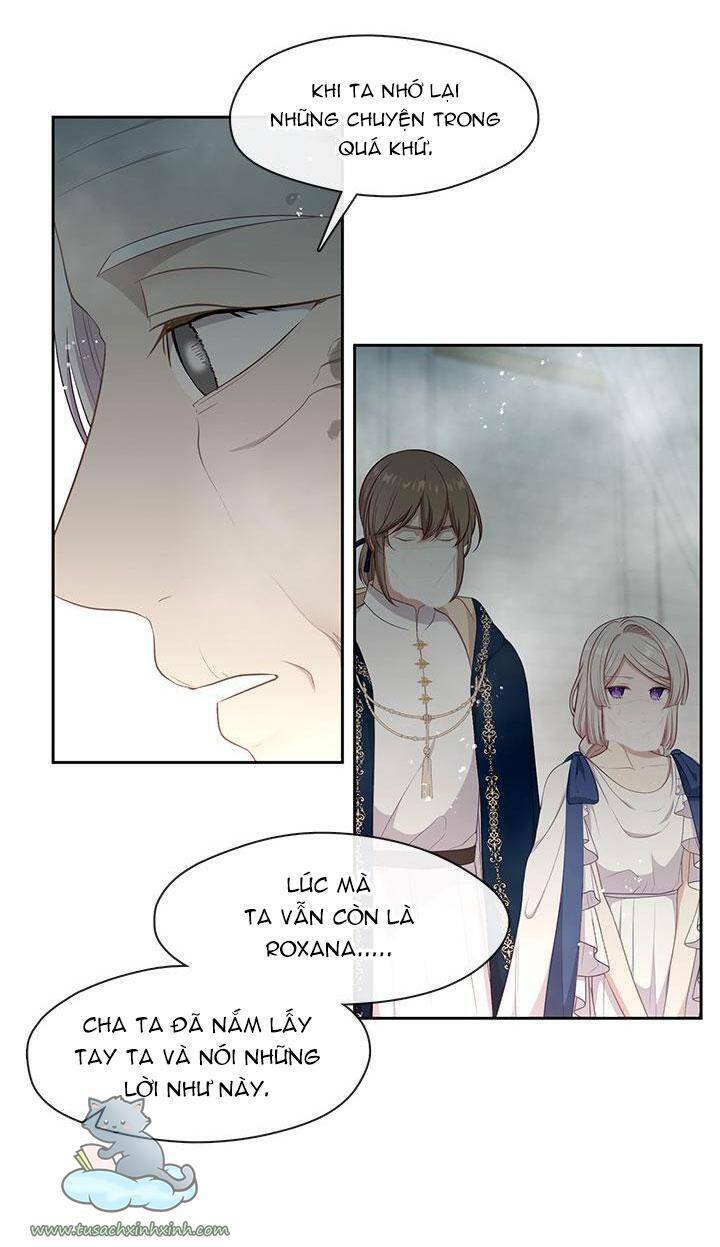 KHI TA NHỚ LẠI
NHỮNG CHUYỆN TRONG
QUÁ KHỨ.
LÚC MÀ
TA VẪN CÒN LÀ
ROXANA.....
CHA TA ĐÃ NẮM LẤY
TAY TA VÀ NÓI NHỮNG
LỜI NHƯ NÀY.
www.tusachxinhxinh.com